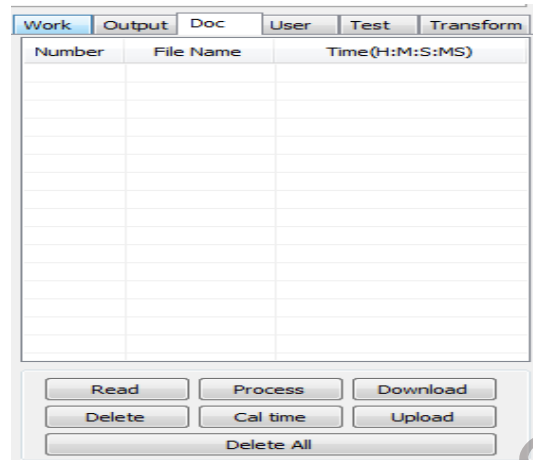 Work Output Doc User Test Transform
Number File Name Time(H:M:S:MS)
Read Process Download
Delete Cal time Upload
Delete All